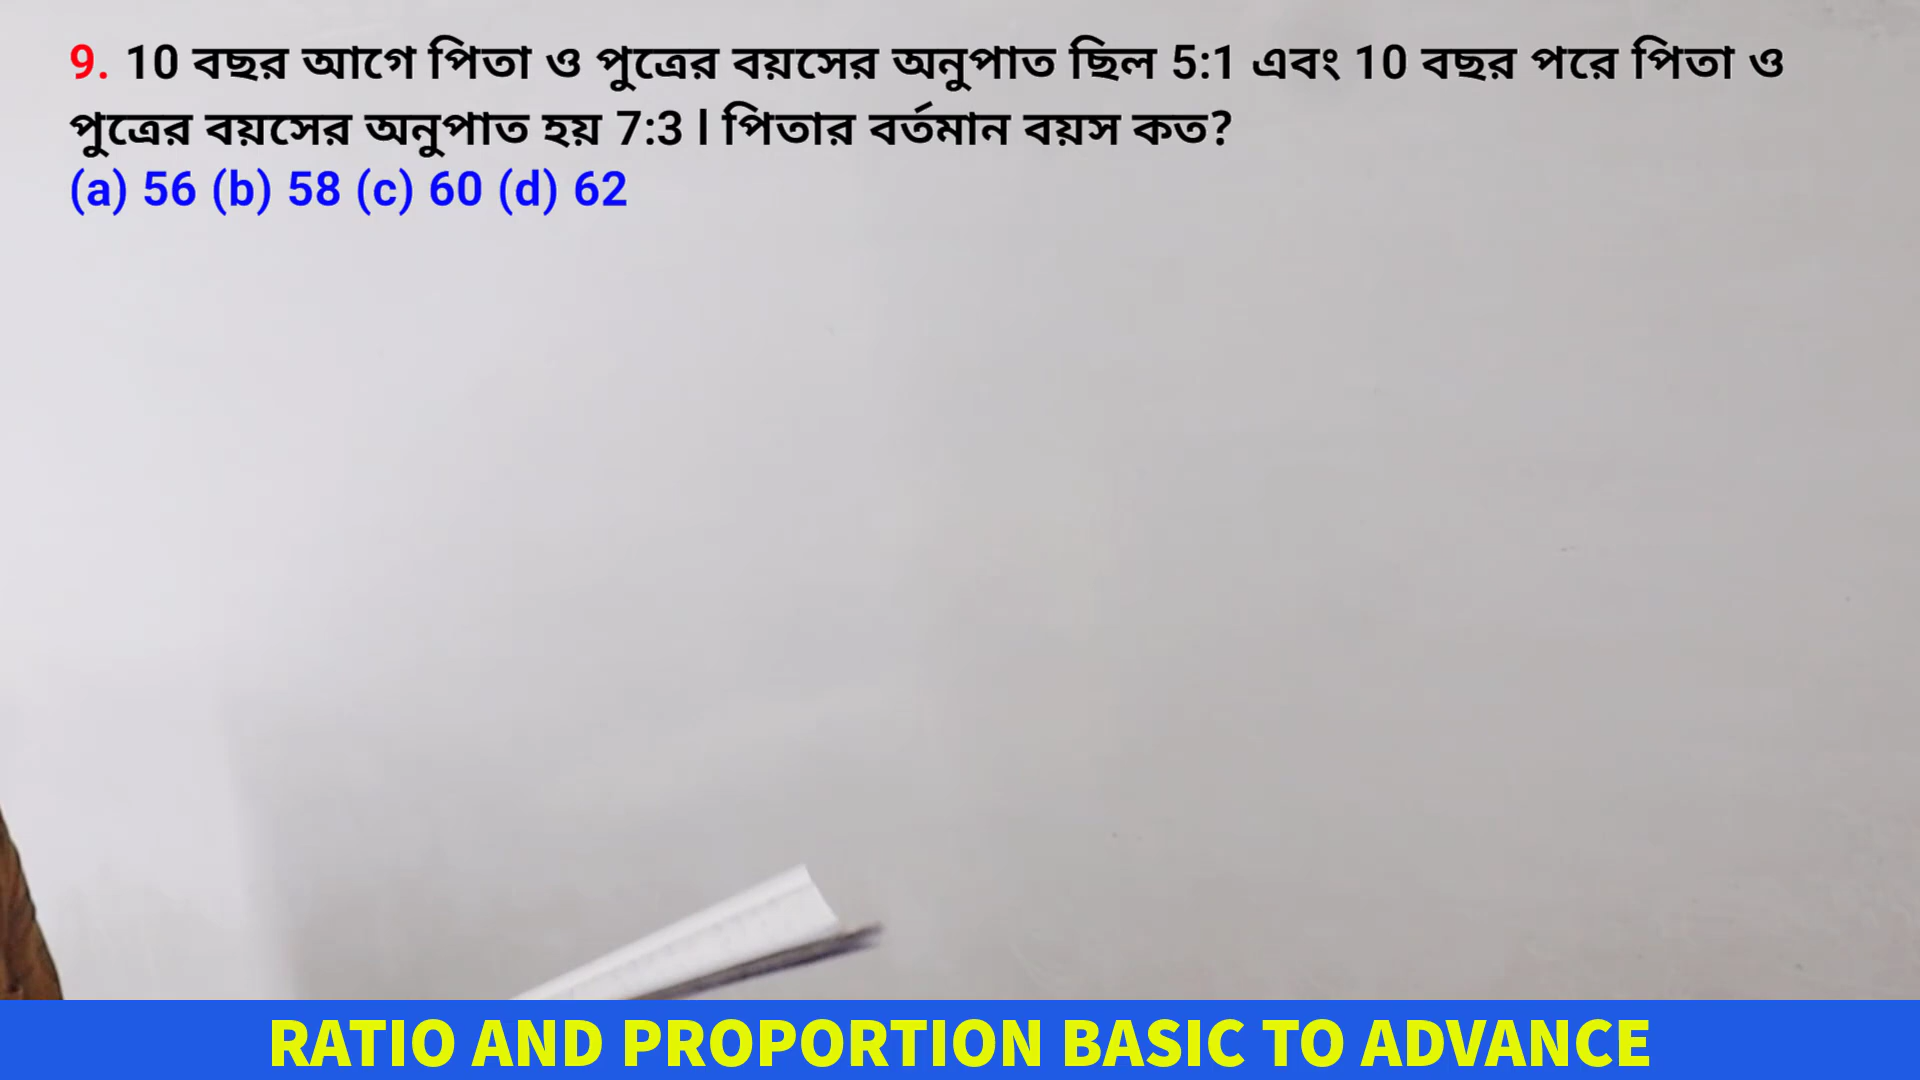 9. 10 বছর আগে পিতা ও পুত্রের বয়সের অনুপাত ছিল 5:1 এবং 10 বছর পরে পিতা ও
পুত্রের বয়সের অনুপাত হয় 7:3 l পিতার বর্তমান বয়স কত?
(a) 56 (b) 58 (c) 60 (d) 62
RATIO AND PROPORTION BASIC TO ADVANCE